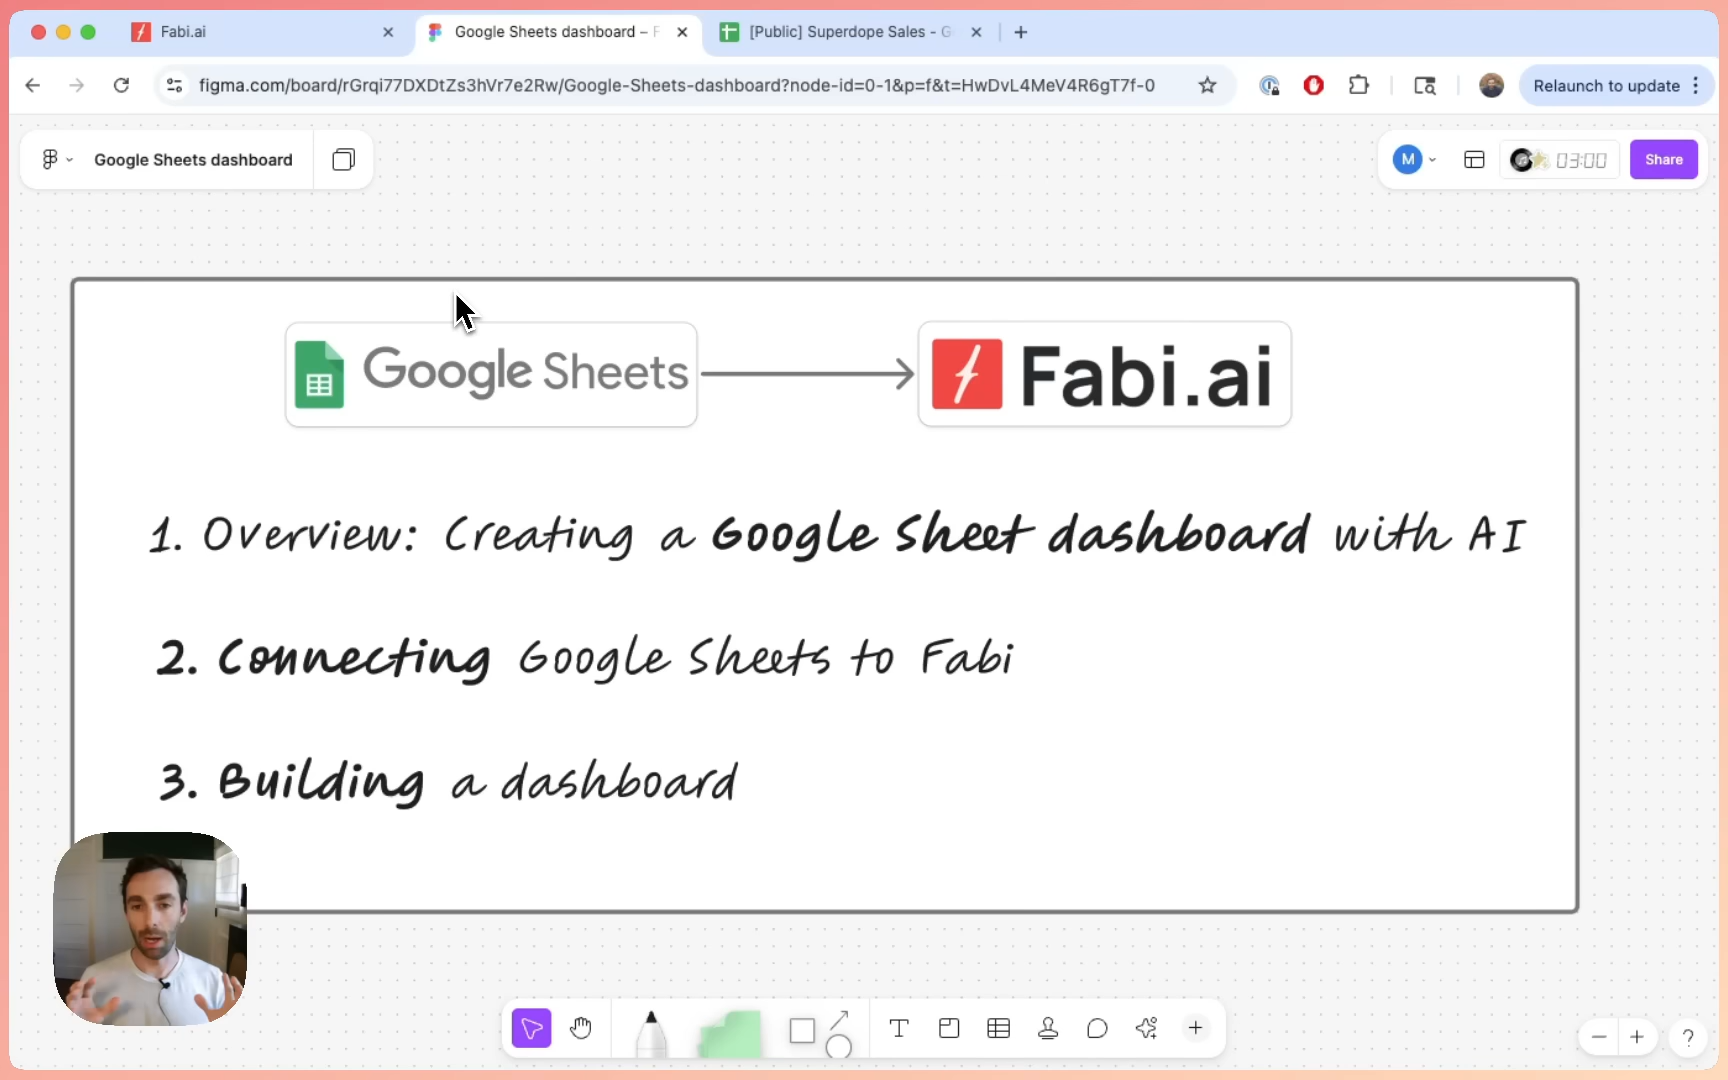 Fabi.ai
Google Sheets dashboard – F
[Public] Superdope Sales - G
figma.com/board/rGrqi77DXDtZs3hVr7e2Rw/Google-Sheets-dashboard?node-id=0-1&p=f&t=HwDvL4MeV4R6gT7f-0
Relaunch to update
Google Sheets dashboard
M
03:00
Share
Google Sheets
Fabi.ai
1. Overview: Creating a Google Sheet dashboard with AI
2. Connecting Google Sheets to Fabi
3. Building a dashboard